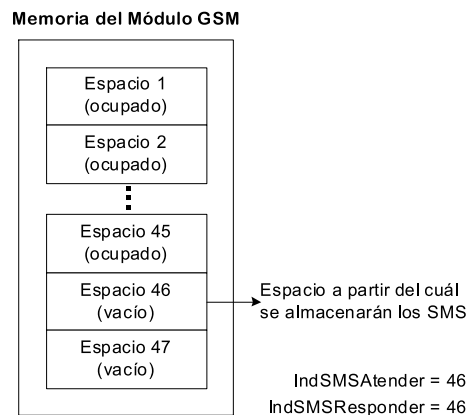 Memoria del Módulo GSM
Espacio 1
(ocupado)
Espacio 2
(ocupado)
Espacio 45
(ocupado)
Espacio 46
(vacío)
Espacio 47
(vacío)
Espacio a partir del cuál
se almacenarán los SMS
IndSMSAtender = 46
IndSMSResponder = 46